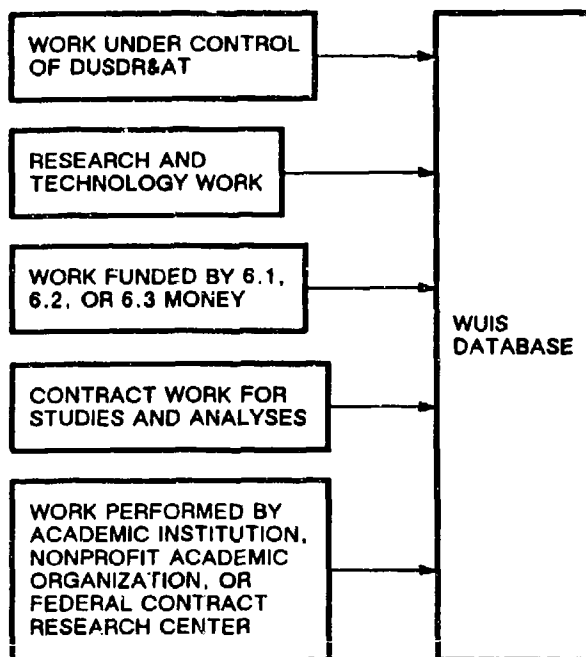 WORK UNDER CONTROL
OF DUSDR&AT
RESEARCH AND
TECHNOLOGY WORK
WORK FUNDED BY 6.1,
6.2, OR 6.3 MONEY
CONTRACT WORK FOR
STUDIES AND ANALYSES
WORK PERFORMED BY
ACADEMIC INSTITUTION,
NONPROFIT ACADEMIC
ORGANIZATION, OR
FEDERAL CONTRACT
RESEARCH CENTER
WUIS
DATABASE